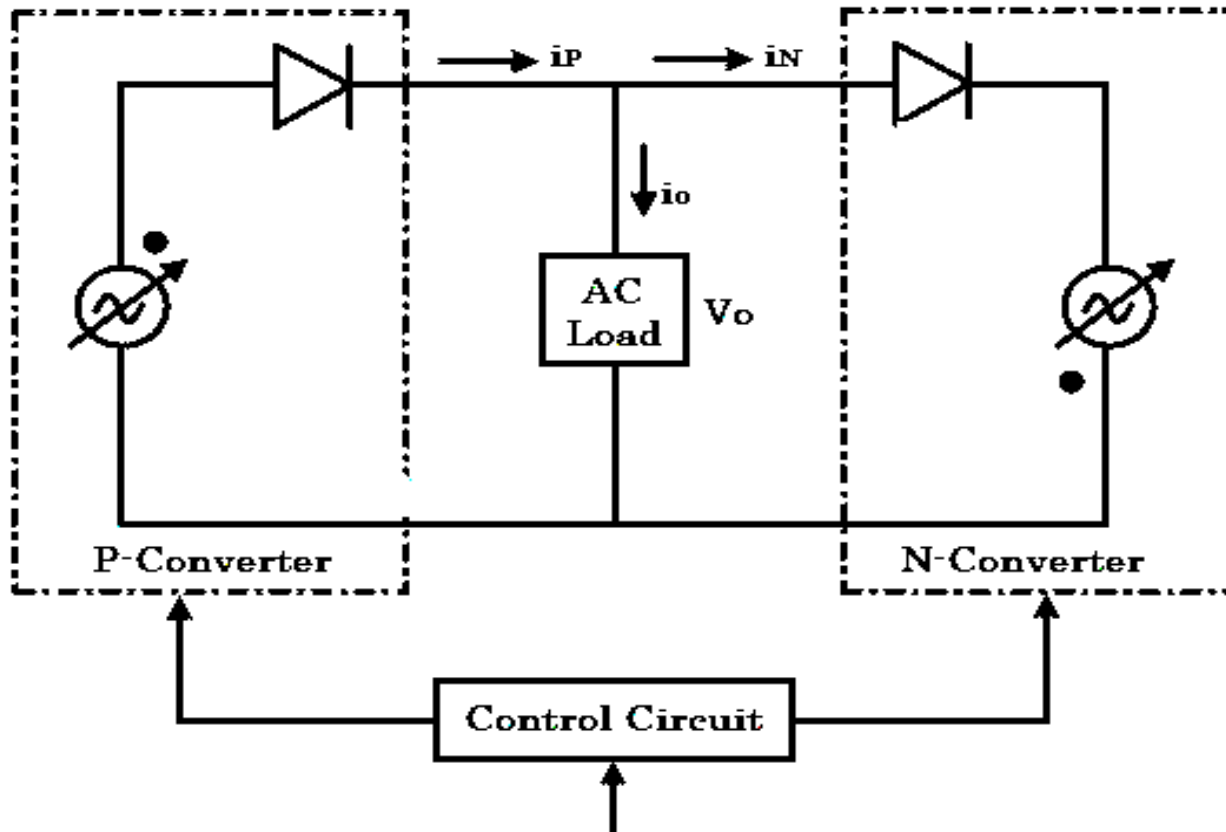 iP
iN
io
AC
Load
Vo
P-Converter
N-Converter
Control Circuit